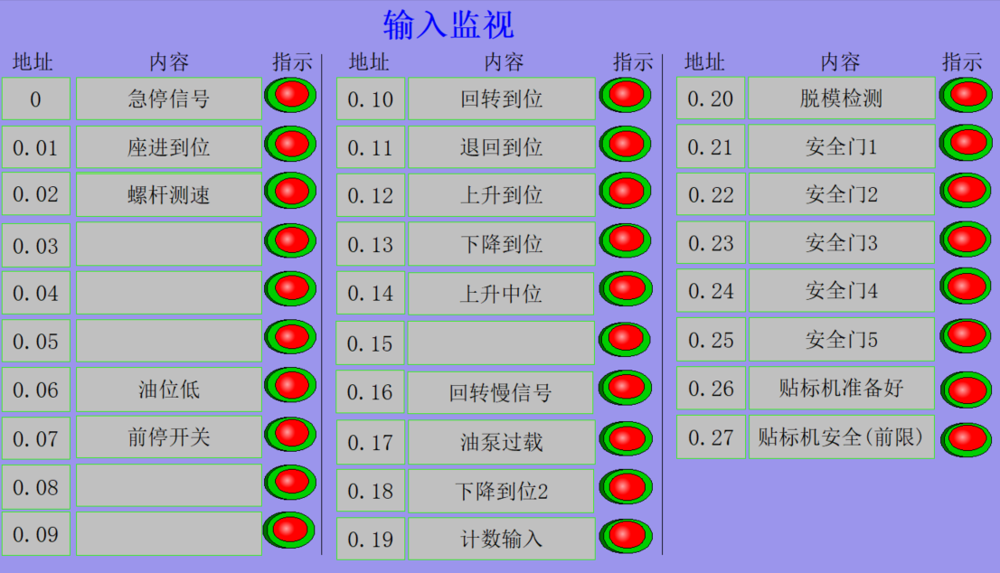 输入监视
地址 内容 指示
0 急停信号
0.01 座进到位
0.02 螺杆测速
0.03
0.04
0.05
0.06 油位低
0.07 前停开关
0.08
0.09
地址 内容 指示
0.10 回转到位
0.11 退回到位
0.12 上升到位
0.13 下降到位
0.14 上升中位
0.15
0.16 回转慢信号
0.17 油泵过载
0.18 下降到位2
0.19 计数输入
地址 内容 指示
0.20 脱模检测
0.21 安全门1
0.22 安全门2
0.23 安全门3
0.24 安全门4
0.25 安全门5
0.26 贴标机准备好
0.27 贴标机安全(前限)